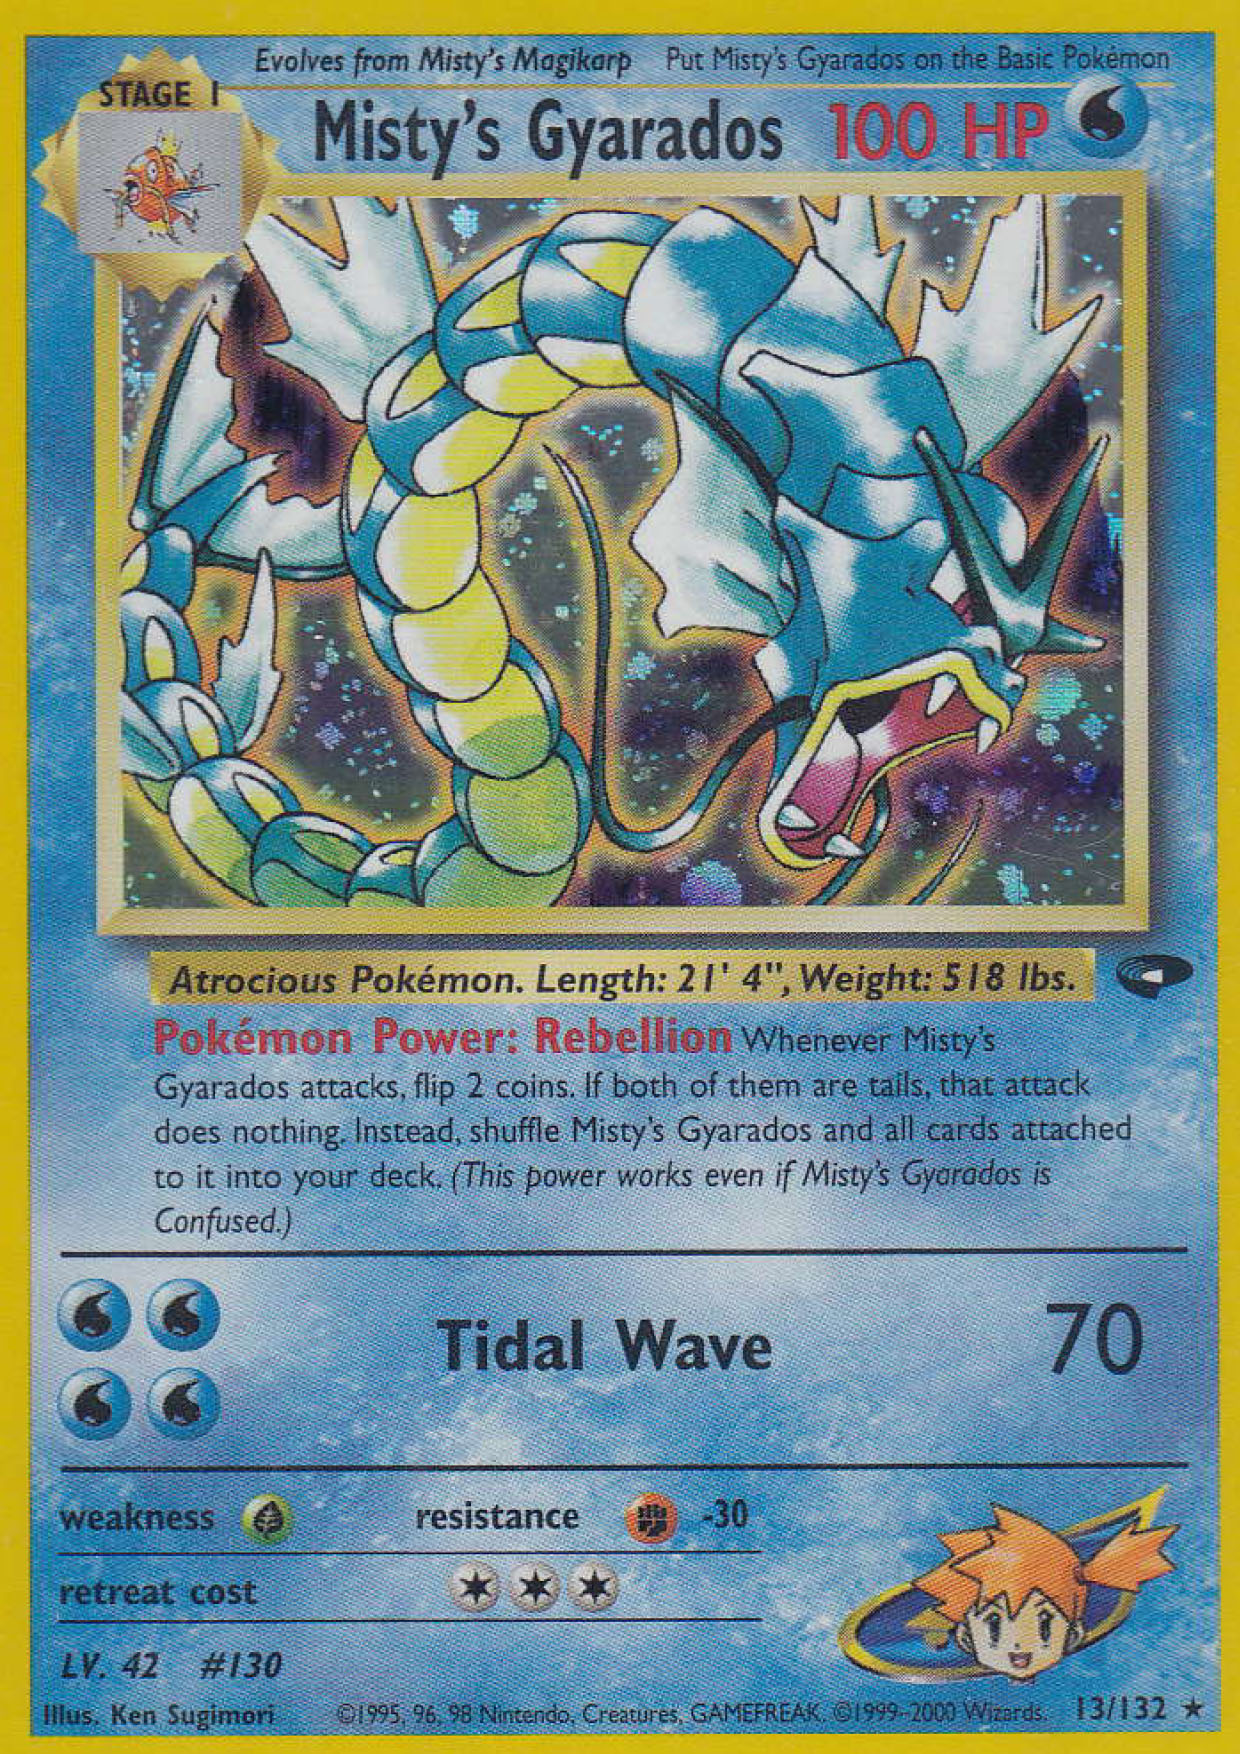 Evolves from Misty's Magikarp Put Misty's Gyarados on the Basic Pokémon
STAGE 1
Misty's Gyarados 100 HP
Atrocious Pokémon. Length: 21' 4", Weight: 518 lbs.
Pokémon Power: Rebellion Whenever Misty's
Gyarados attacks, flip 2 coins. If both of them are tails, that attack
does nothing. Instead, shuffle Misty's Gyarados and all cards attached
to it into your deck. (This power works even if Misty's Gyarados is
Confused.)
Tidal Wave 70
weakness resistance -30
retreat cost
LV. 42 #130
Illus. Ken Sugimori ©1995, 96, 98 Nintendo, Creatures, GAMEFREAK. ©1999-2000 Wizards. 13/132 ★